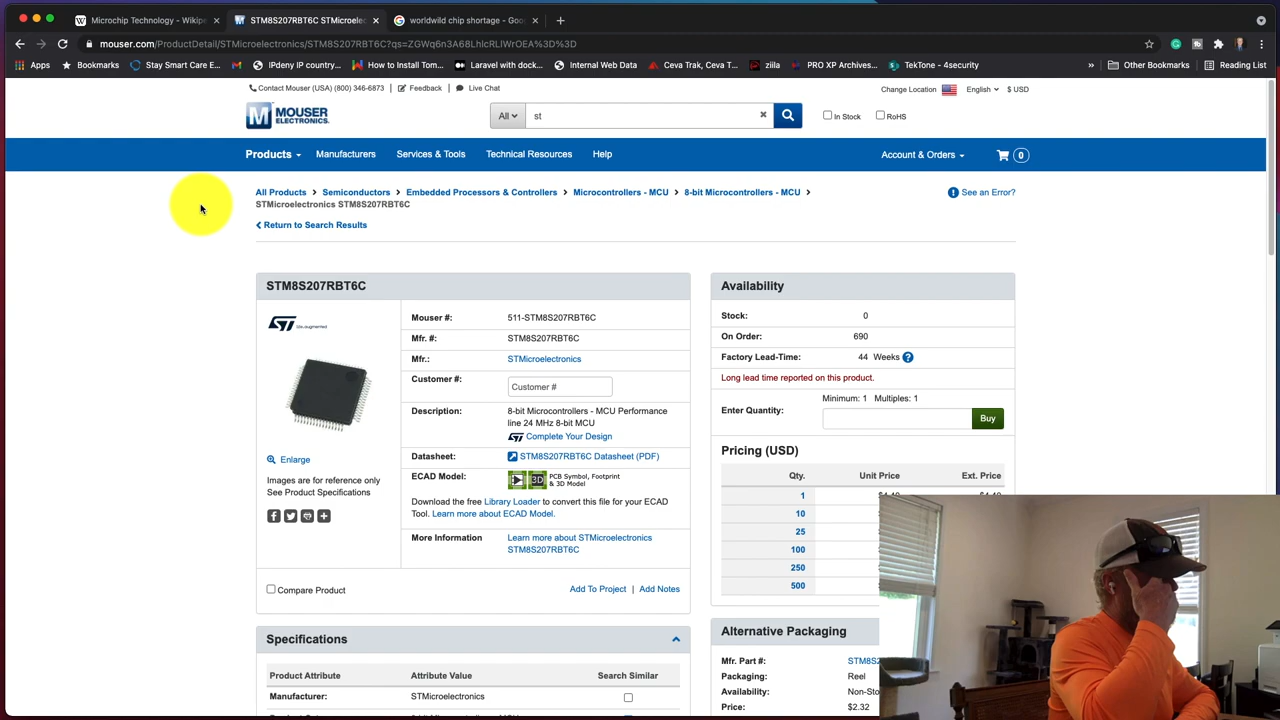 Microchip Technology - Wikipe
STM8S207RBT6C STMicroelec
worldwild chip shortage - Goo
mouser.com/ProductDetail/STMicroelectronics/STM8S207RBT6C?qs=ZGWq6n3A68LhlcRLIWrOEA%3D%3D
Apps
Bookmarks
Stay Smart Care E...
IPdeny IP country...
How to Install Tom...
Laravel with dock...
Internal Web Data
Ceva Trak, Ceva T...
ziila
PRO XP Archives...
TekTone - 4security
»
Other Bookmarks
Reading List
Contact Mouser (USA) (800) 346-6873
Feedback
Live Chat
Change Location
English
$ USD
MOUSER
ELECTRONICS
All
st
In Stock
RoHS
Products
Manufacturers
Services & Tools
Technical Resources
Help
Account & Orders
0
All Products > Semiconductors > Embedded Processors & Controllers > Microcontrollers - MCU > 8-bit Microcontrollers - MCU >
See an Error?
STMicroelectronics STM8S207RBT6C
Return to Search Results
STM8S207RBT6C
ST life.augmented
Enlarge
Images are for reference only
See Product Specifications
Mouser #: 511-STM8S207RBT6C
Mfr. #: STM8S207RBT6C
Mfr.: STMicroelectronics
Customer #: Customer #
Description: 8-bit Microcontrollers - MCU Performance
line 24 MHz 8-bit MCU
Complete Your Design
Datasheet: STM8S207RBT6C Datasheet (PDF)
ECAD Model: 3D PCB Symbol, Footprint
& 3D Model
Download the free Library Loader to convert this file for your ECAD
Tool. Learn more about ECAD Model.
More Information Learn more about STMicroelectronics
STM8S207RBT6C
Compare Product
Add To Project | Add Notes
Availability
Stock: 0
On Order: 690
Factory Lead-Time: 44 Weeks
Long lead time reported on this product.
Minimum: 1 Multiples: 1
Enter Quantity:
Buy
Pricing (USD)
Qty. Unit Price Ext. Price
1
10
25
100
250
500
Alternative Packaging
Mfr. Part #: STM8S2
Packaging: Reel
Availability: Non-Sto
Price: $2.32
Specifications
Product Attribute Attribute Value Search Similar
Manufacturer: STMicroelectronics